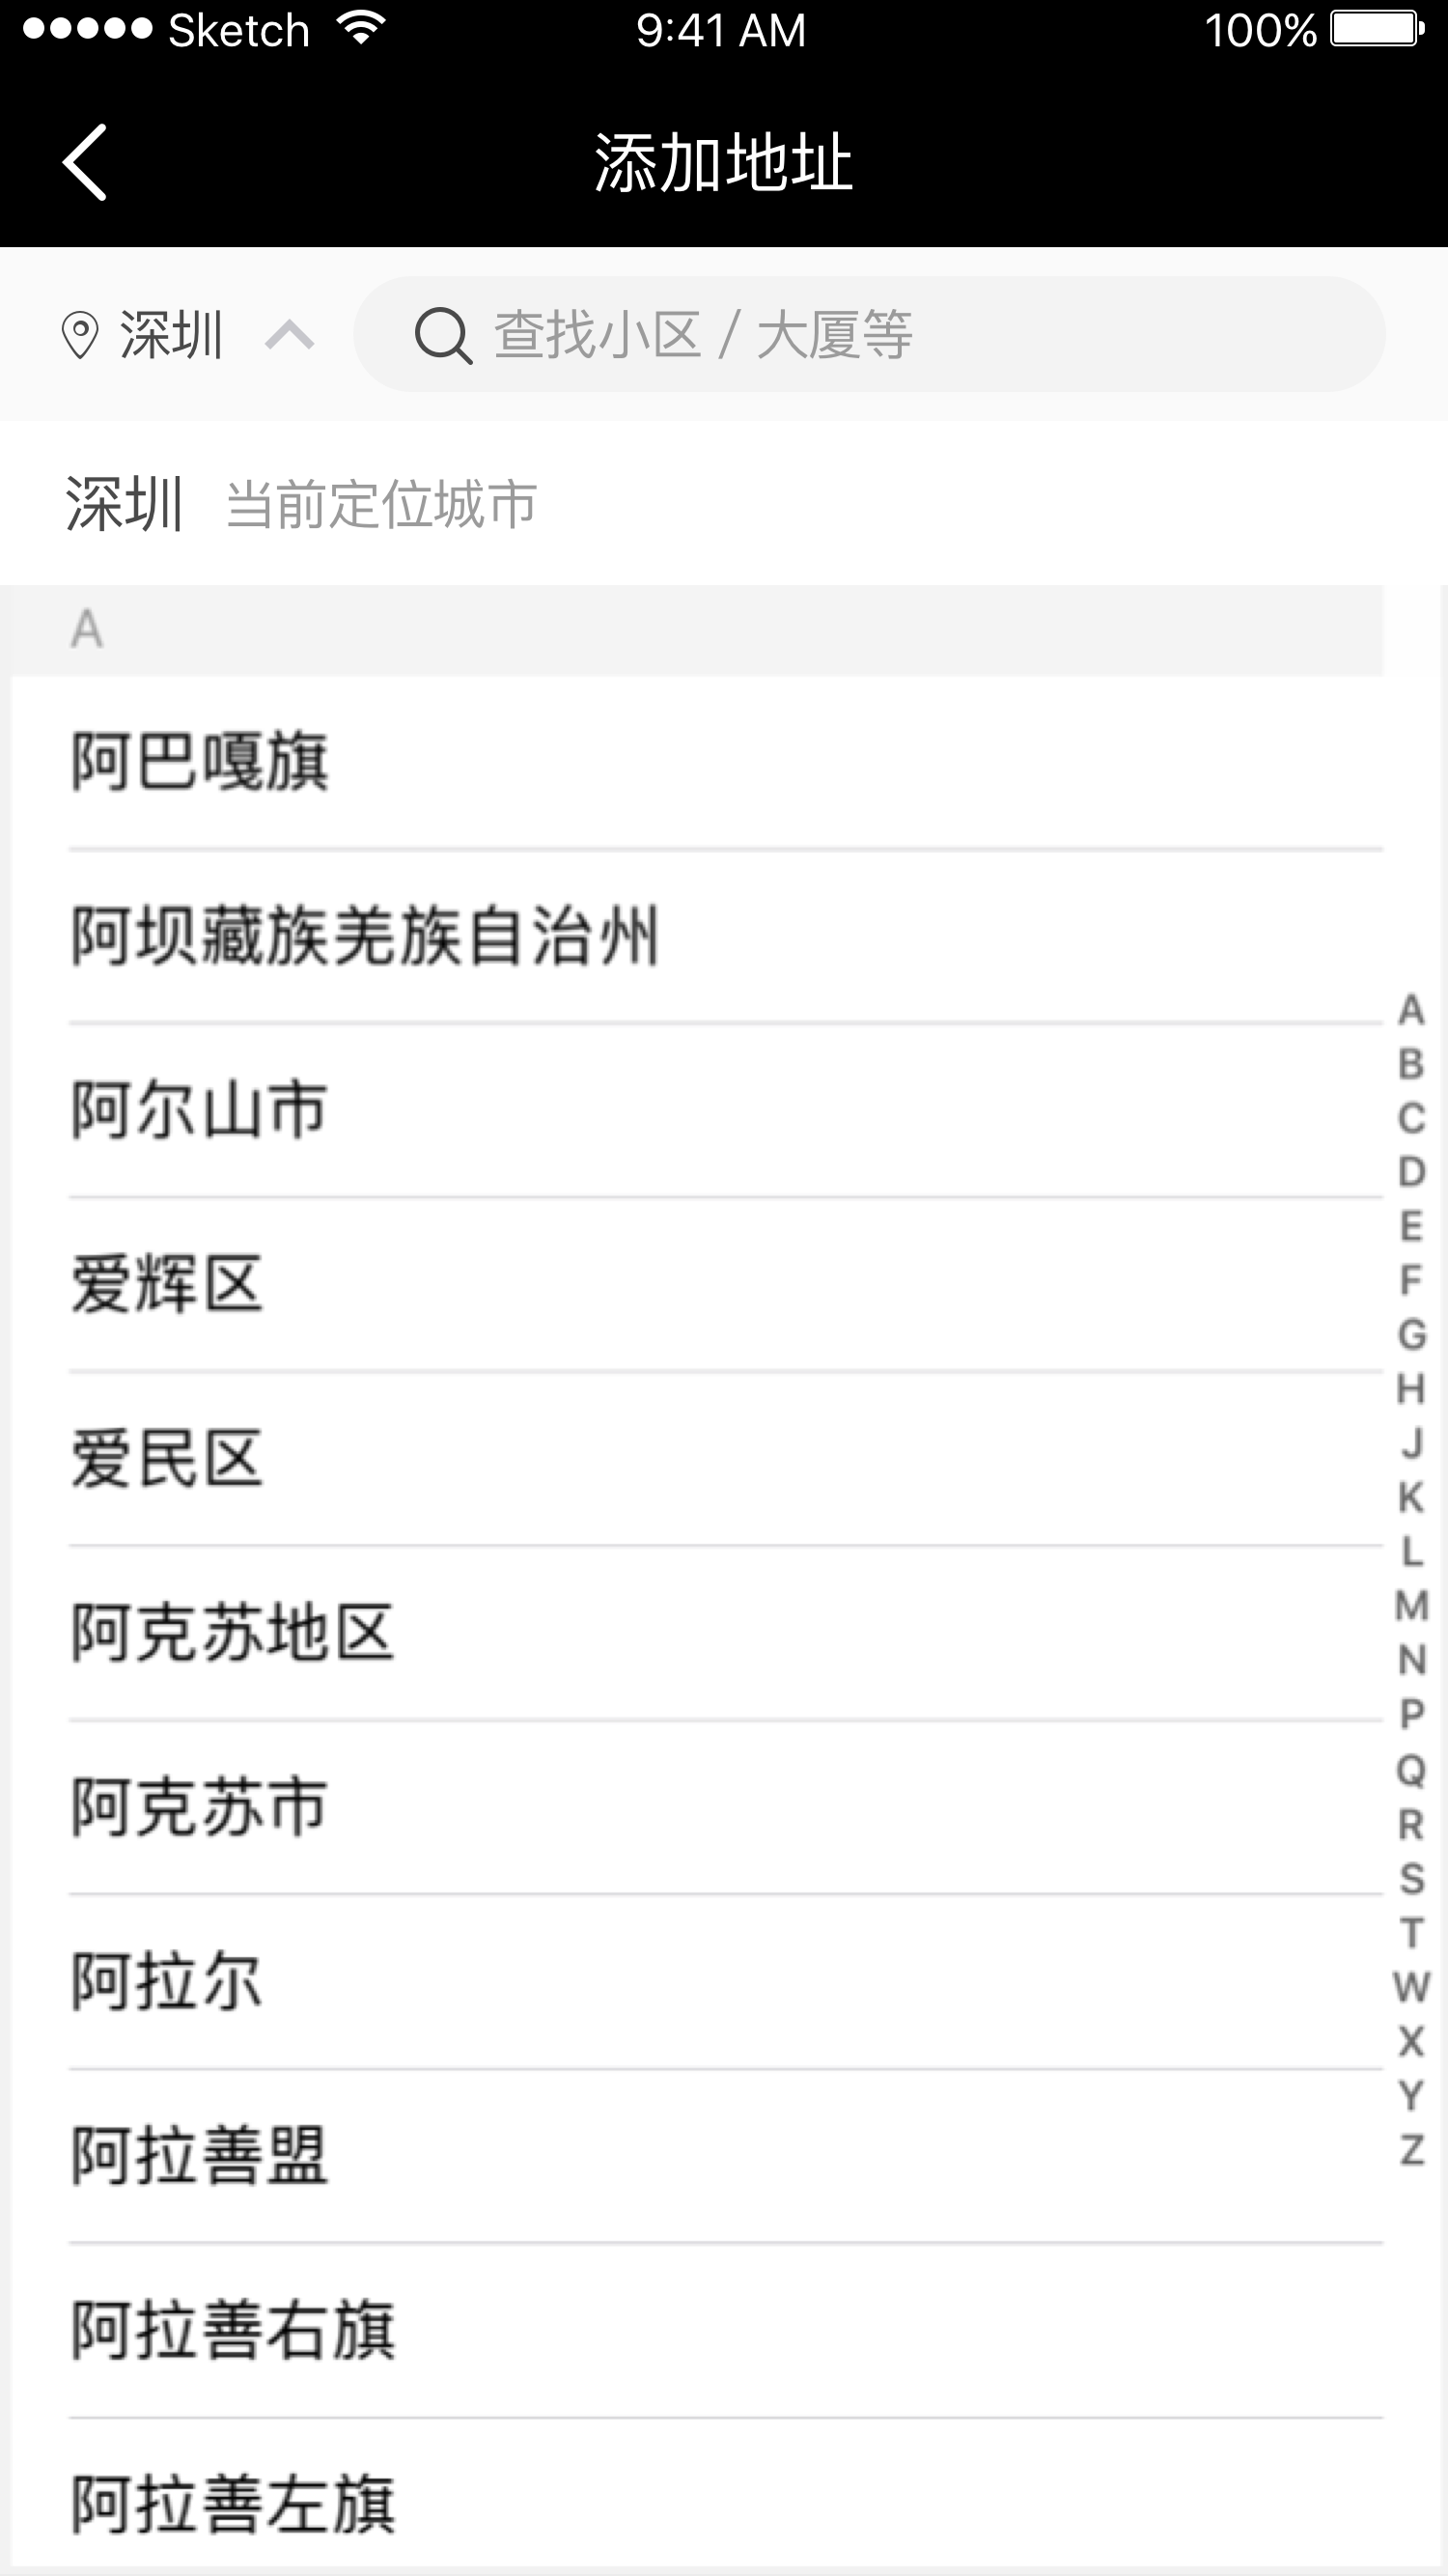 Sketch 9:41 AM 100%
添加地址
深圳 查找小区 / 大厦等
深圳 当前定位城市
A
阿巴嘎旗
阿坝藏族羌族自治州
阿尔山市
爱辉区
爱民区
阿克苏地区
阿克苏市
阿拉尔
阿拉善盟
阿拉善右旗
阿拉善左旗
A
B
C
D
E
F
G
H
J
K
L
M
N
P
Q
R
S
T
W
X
Y
Z